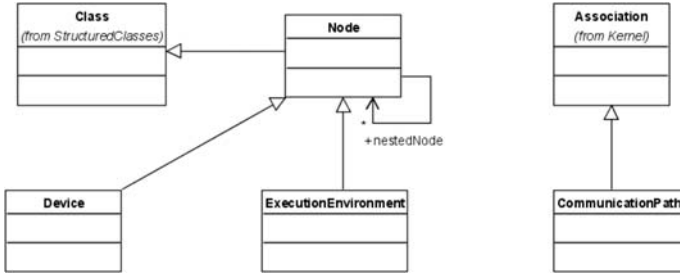 Class
(from StructuredClasses)
Node
Association
(from Kernel)
*
+nestedNode
Device
ExecutionEnvironment
CommunicationPath